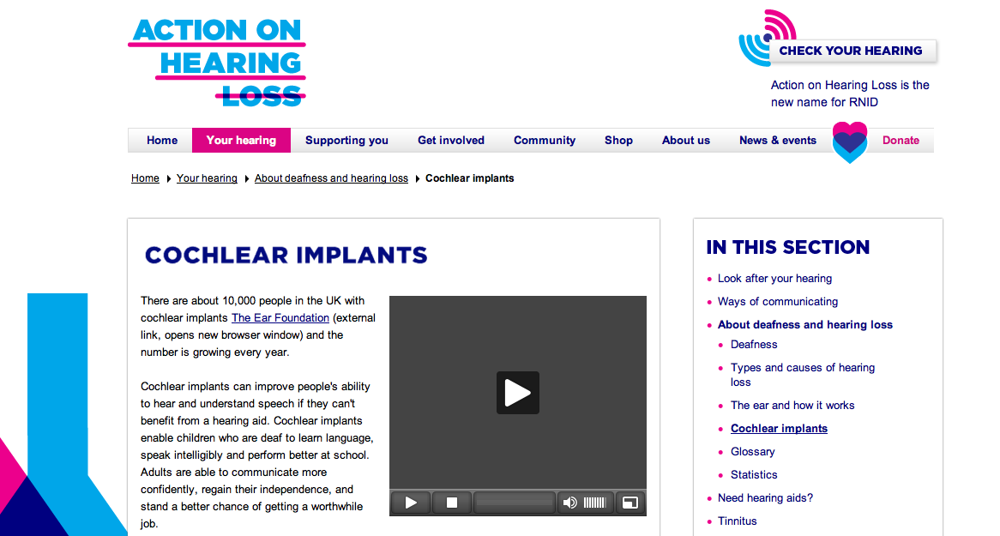 ACTION ON
HEARING
LOSS
CHECK YOUR HEARING
Action on Hearing Loss is the
new name for RNID
Home Your hearing Supporting you Get involved Community Shop About us News & events Donate
Home Your hearing About deafness and hearing loss Cochlear implants
COCHLEAR IMPLANTS
There are about 10,000 people in the UK with
cochlear implants The Ear Foundation (external
link, opens new browser window) and the
number is growing every year.
Cochlear implants can improve people's ability
to hear and understand speech if they can't
benefit from a hearing aid. Cochlear implants
enable children who are deaf to learn language,
speak intelligibly and perform better at school.
Adults are able to communicate more
confidently, regain their independence, and
stand a better chance of getting a worthwhile
job.
IN THIS SECTION
Look after your hearing
Ways of communicating
About deafness and hearing loss
Deafness
Types and causes of hearing
loss
The ear and how it works
Cochlear implants
Glossary
Statistics
Need hearing aids?
Tinnitus